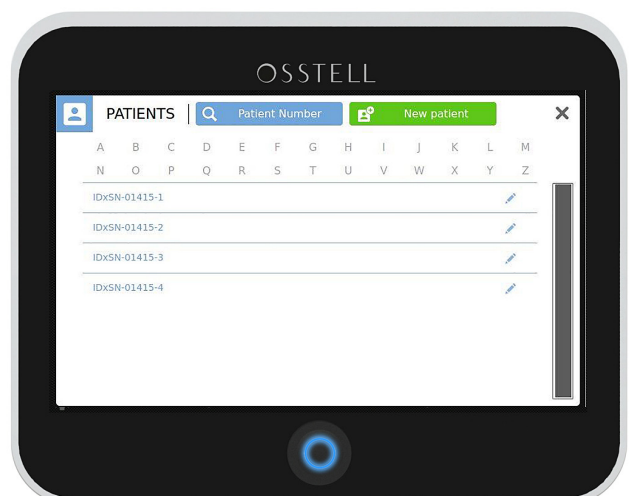 OSSTELL
PATIENTS Patient Number New patient
A B C D E F G H I J K L M
N O P Q R S T U V W X Y Z
IDxSN-01415-1
IDxSN-01415-2
IDxSN-01415-3
IDxSN-01415-4